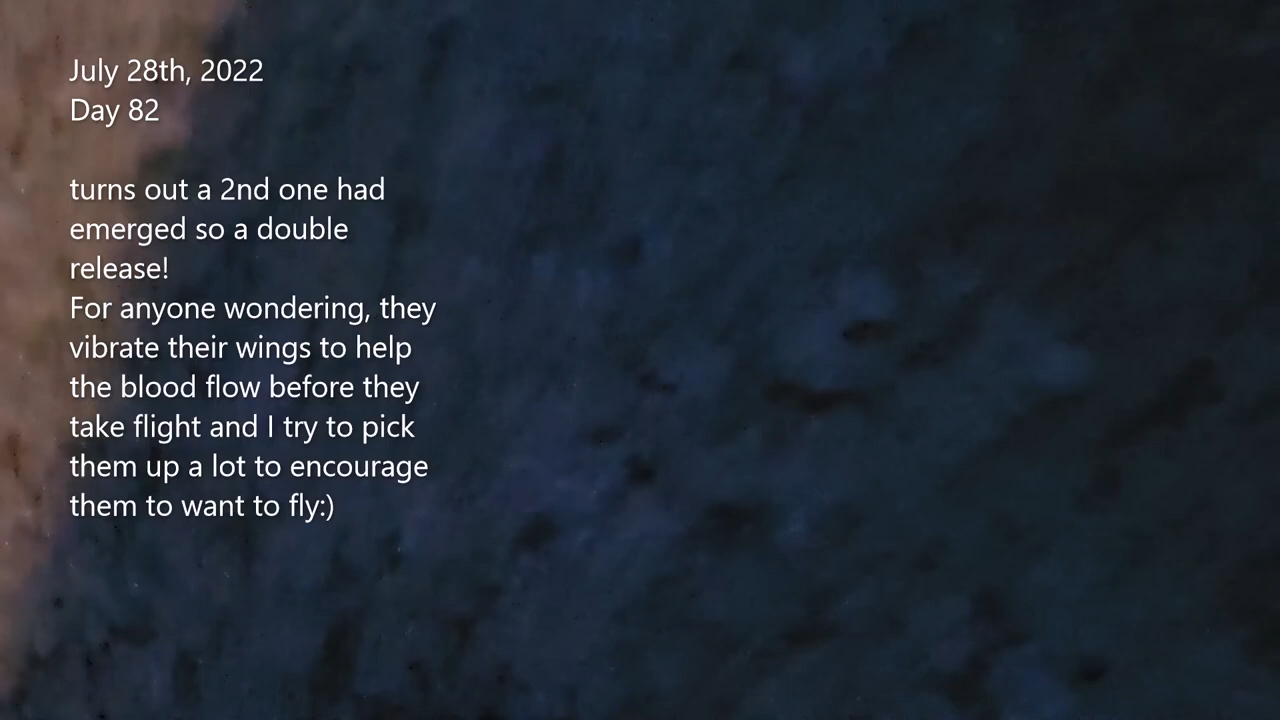 July 28th, 2022
Day 82
turns out a 2nd one had
emerged so a double
release!
For anyone wondering, they
vibrate their wings to help
the blood flow before they
take flight and I try to pick
them up a lot to encourage
them to want to fly:)